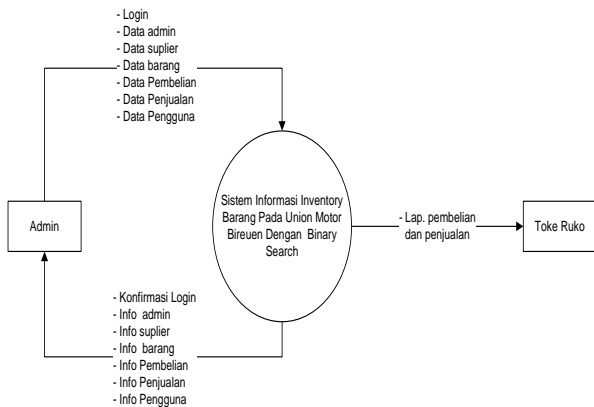 - Login
- Data admin
- Data suplier
- Data barang
- Data Pembelian
- Data Penjualan
- Data Pengguna
Admin
Sistem Informasi Inventory
Barang Pada Union Motor
Bireuen Dengan Binary
Search
- Lap. pembelian
dan penjualan
Toke Ruko
- Konfirmasi Login
- Info admin
- Info suplier
- Info barang
- Info Pembelian
- Info Penjualan
- Info Pengguna